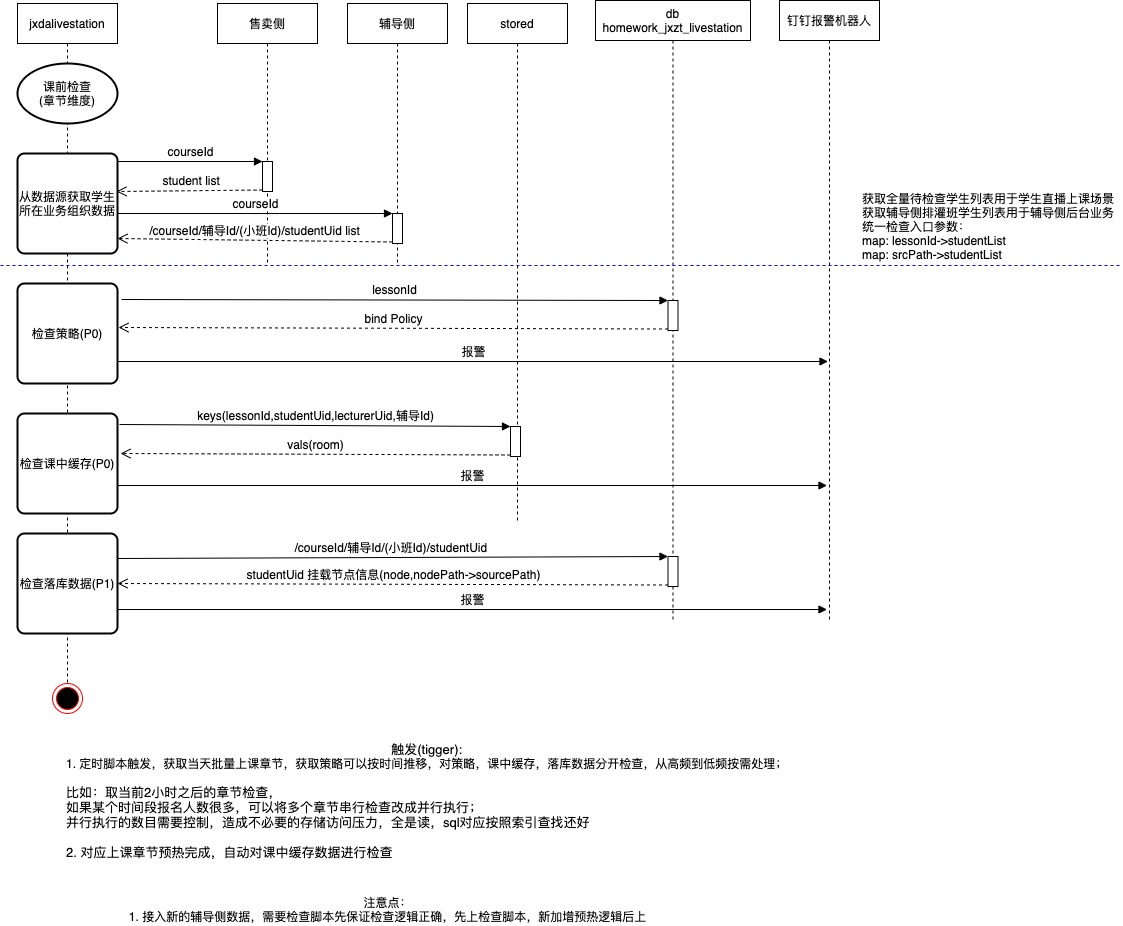 jxdalivestation
售卖侧
辅导侧
stored
db
homework_jxzt_livestation
钉钉报警机器人
课前检查
(章节维度)
从数据源获取学生
所在业务组织数据
courseId
student list
courseId
/courseId/辅导Id/(小班Id)/studentUid list
获取全量待检查学生列表用于学生直播上课场景
获取辅导侧排灌班学生列表用于辅导侧后台业务
统一检查入口参数:
map: lessonId->studentList
map: srcPath->studentList
检查策略(P0)
lessonId
bind Policy
报警
检查课中缓存(P0)
keys(lessonId,studentUid,lecturerUid,辅导Id)
vals(room)
报警
检查落库数据(P1)
/courseId/辅导Id/(小班Id)/studentUid
studentUid 挂载节点信息(node,nodePath->sourcePath)
报警
触发(tigger):
1. 定时脚本触发，获取当天批量上课章节，获取策略可以按时间推移，对策略，课中缓存，落库数据分开检查，从高频到低频按需处理；
比如：取当前2小时之后的章节检查，
如果某个时间段报名人数很多，可以将多个章节串行检查改成并行执行；
并行执行的数目需要控制，造成不必要的存储访问压力，全是读，sql对应按照索引查找还好
2. 对应上课章节预热完成，自动对课中缓存数据进行检查
注意点：
1. 接入新的辅导侧数据，需要检查脚本先保证检查逻辑正确，先上检查脚本，新加增预热逻辑后上